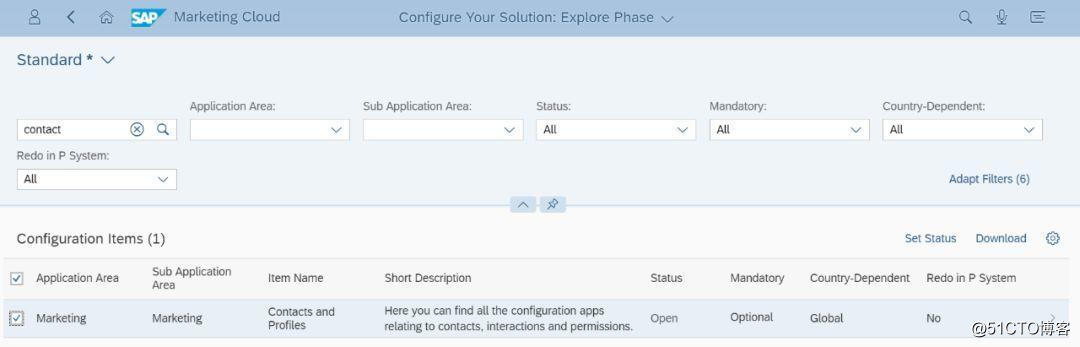 SAP Marketing Cloud Configure Your Solution: Explore Phase
Standard *
Application Area: Sub Application Area: Status: Mandatory: Country-Dependent:
contact All All All
Redo in P System:
All Adapt Filters (6)
Configuration Items (1) Set Status Download
Application Area Sub Application Area Item Name Short Description Status Mandatory Country-Dependent Redo in P System
Marketing Marketing Contacts and Profiles Here you can find all the configuration apps relating to contacts, interactions and permissions. Open Optional Global No
@51CTO博客